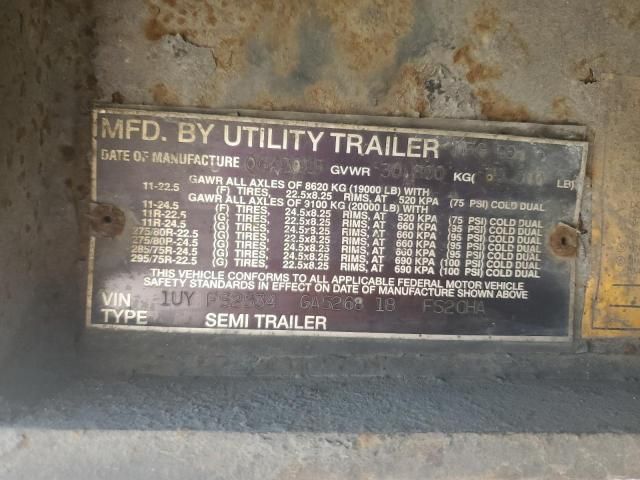 MFD. BY UTILITY TRAILER MFG CO
DATE OF MANUFACTURE GVWR KG( LB)
GAWR ALL AXLES OF 8620 KG (19000 LB) WITH
11-22.5 (F) TIRES, 22.5x8.25 RIMS, AT 520 KPA (75 PSI) COLD DUAL
GAWR ALL AXLES OF 9100 KG (20000 LB) WITH
11-24.5 (F) TIRES, 24.5x8.25 RIMS, AT 520 KPA (75 PSI) COLD DUAL
11R-22.5 (G) TIRES, 22.5x8.25 RIMS, AT 660 KPA (95 PSI) COLD DUAL
11R-24.5 (G) TIRES, 24.5x8.25 RIMS, AT 660 KPA (95 PSI) COLD DUAL
275/80R-22.5 (G) TIRES, 22.5x8.25 RIMS, AT 660 KPA (95 PSI) COLD DUAL
275/80R-24.5 (G) TIRES, 24.5x8.25 RIMS, AT 660 KPA (95 PSI) COLD DUAL
285/75R-24.5 (G) TIRES, 24.5x8.25 RIMS, AT KPA (95 PSI) COLD DUAL
295/75R-22.5 (G) TIRES, 22.5x8.25 RIMS, AT 690 KPA (100 PSI) COLD DUAL
THIS VEHICLE CONFORMS TO ALL APPLICABLE FEDERAL MOTOR VEHICLE
SAFETY STANDARDS IN EFFECT ON DATE OF MANUFACTURE SHOWN ABOVE
VIN 1UY FS2534 GA5268 18 FS2CHA
TYPE SEMI TRAILER